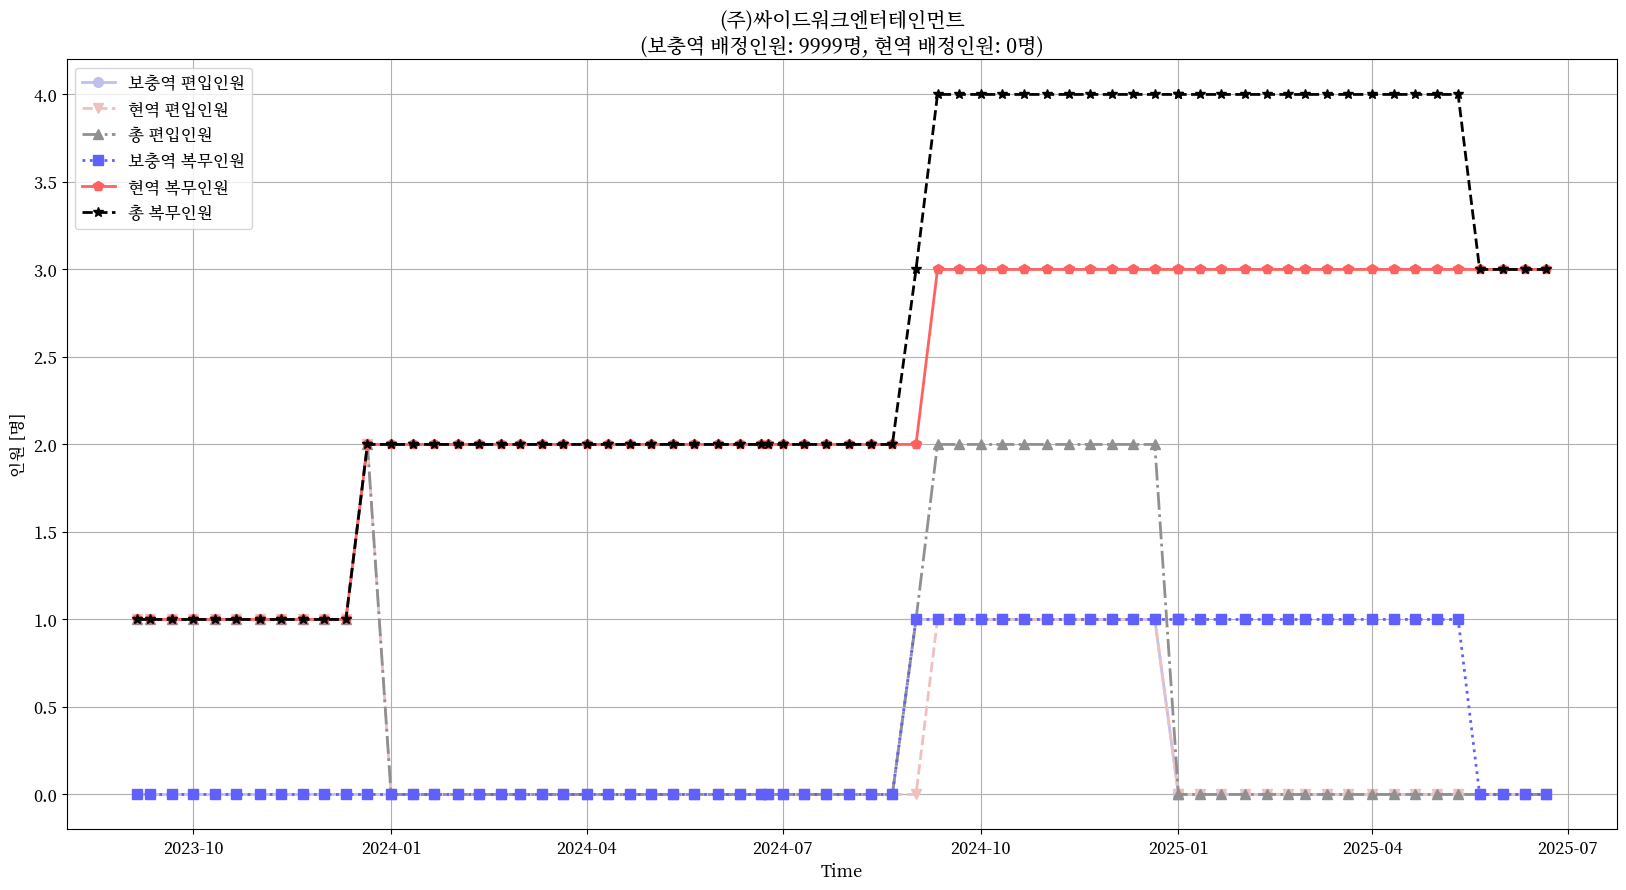 (주)싸이드워크엔터테인먼트
(보충역 배정인원: 9999명, 현역 배정인원: 0명)
보충역 편입인원
현역 편입인원
총 편입인원
보충역 복무인원
현역 복무인원
총 복무인원
인원 [명]
4.0
3.5
3.0
2.5
2.0
1.5
1.0
0.5
0.0
2023-10
2024-01
2024-04
2024-07
2024-10
2025-01
2025-04
2025-07
Time